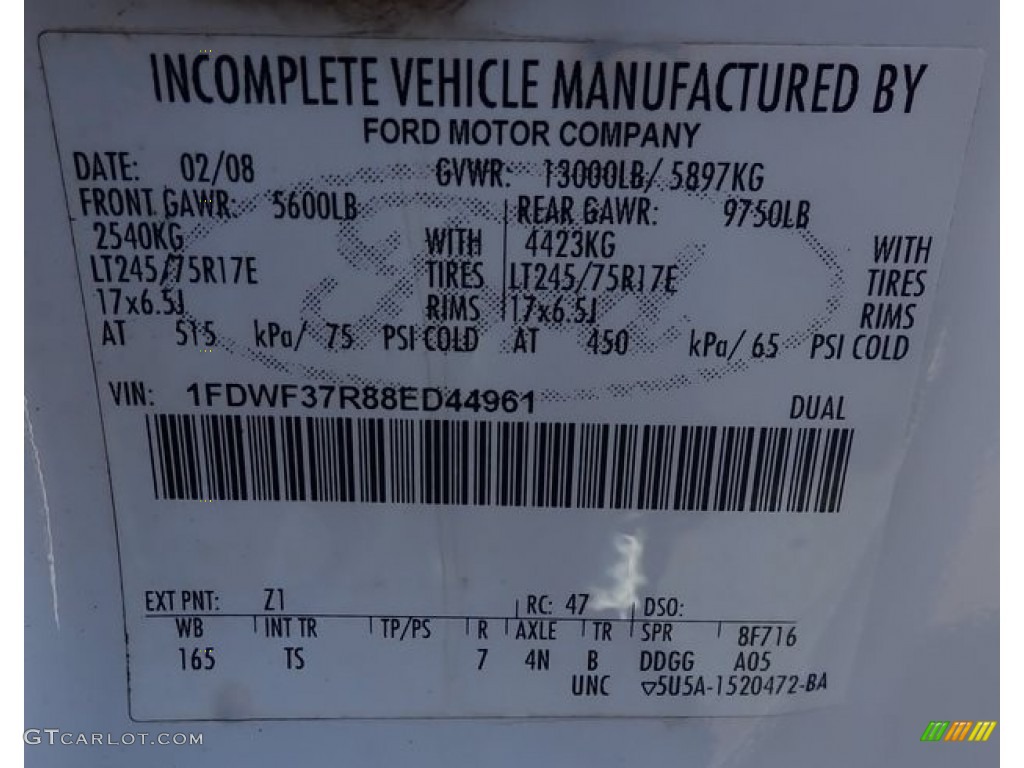 INCOMPLETE VEHICLE MANUFACTURED BY
FORD MOTOR COMPANY
DATE: 02/08 GVWR: 13000LB/ 5897KG
FRONT GAWR: 5600LB REAR GAWR: 9750LB
2540KG WITH 4423KG WITH
LT245/75R17E TIRES LT245/75R17E TIRES
17x6.5J RIMS 17x6.5J RIMS
AT 515 kPa/ 75 PSI COLD AT 450 kPa/ 65 PSI COLD
VIN: 1FDWF37R88ED44961 DUAL
EXT PNT: Z1 RC: 47 DSO:
WB INT TR TP/PS R AXLE TR SPR 8F716
165 TS 7 4N B DDGG A05
UNC ▽5U5A-1520472-BA
GTCARLOT.COM